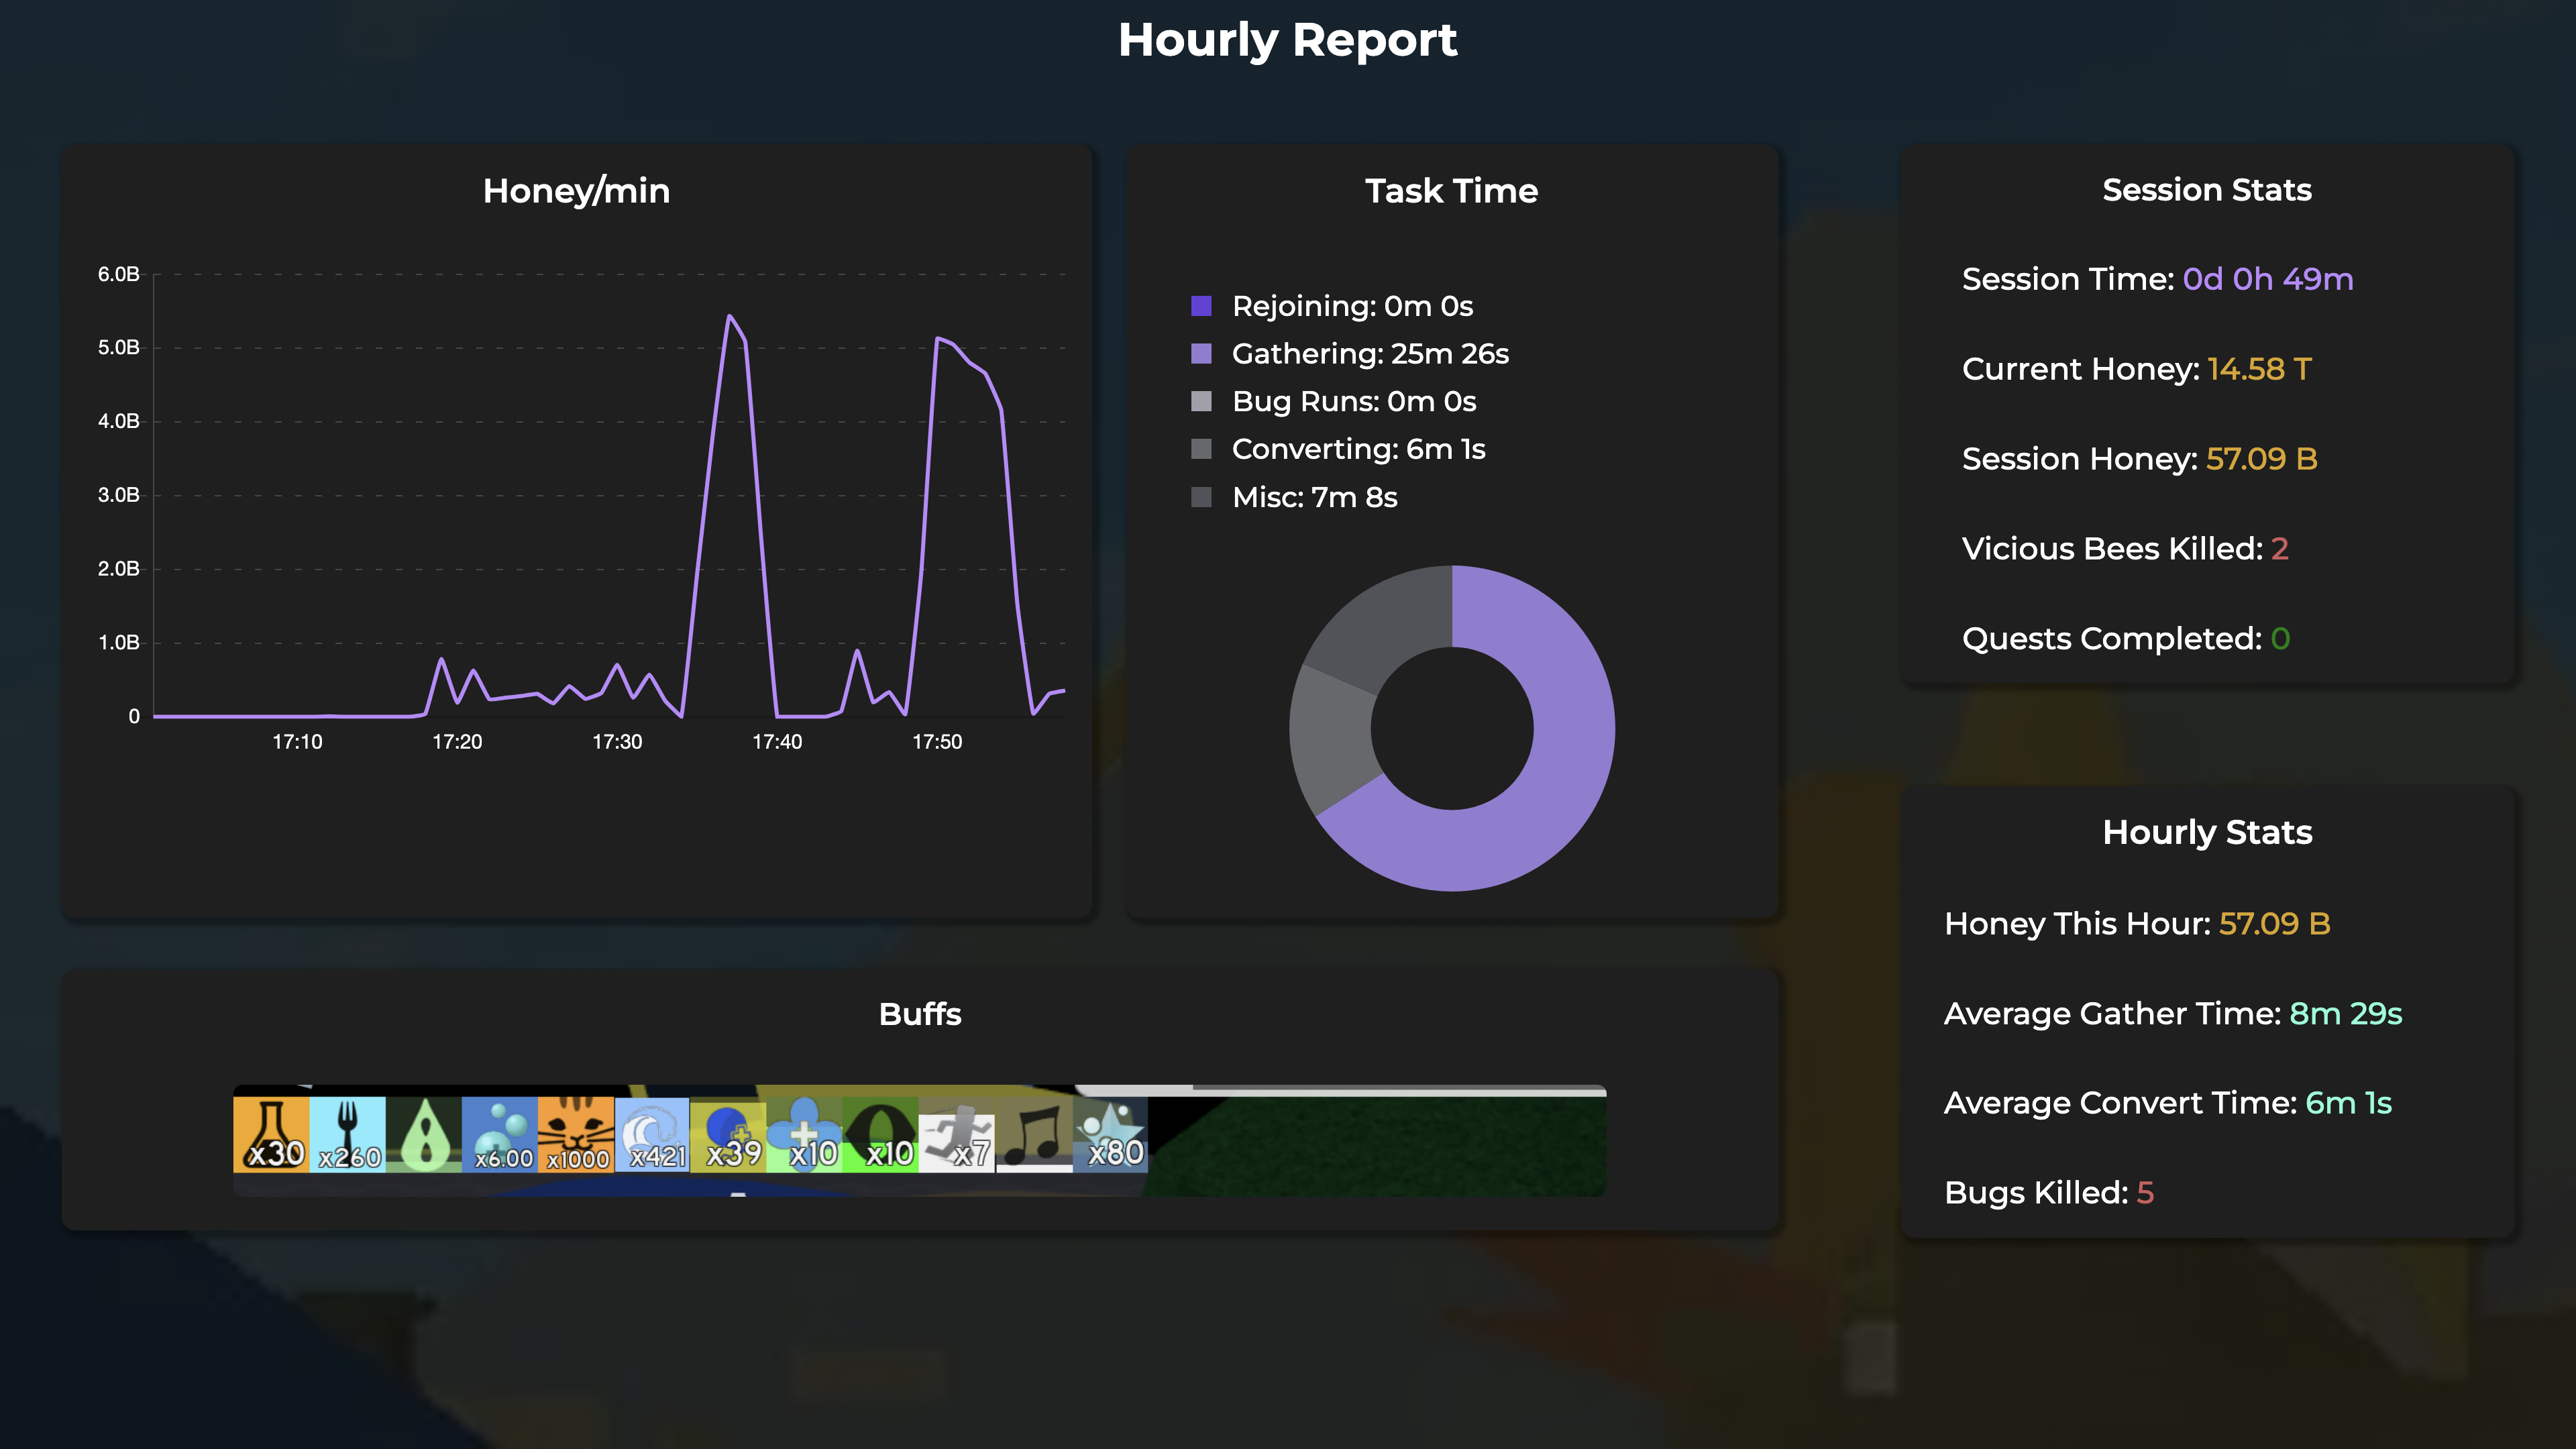 Hourly Report
Honey/min
6.0B
5.0B
4.0B
3.0B
2.0B
1.0B
0
17:10
17:20
17:30
17:40
17:50
Task Time
Rejoining: 0m 0s
Gathering: 25m 26s
Bug Runs: 0m 0s
Converting: 6m 1s
Misc: 7m 8s
Session Stats
Session Time: 0d 0h 49m
Current Honey: 14.58 T
Session Honey: 57.09 B
Vicious Bees Killed: 2
Quests Completed: 0
Hourly Stats
Honey This Hour: 57.09 B
Average Gather Time: 8m 29s
Average Convert Time: 6m 1s
Bugs Killed: 5
Buffs
x30 x260 x6.00 x1000 x421 x39 x10 x10 x7 x80